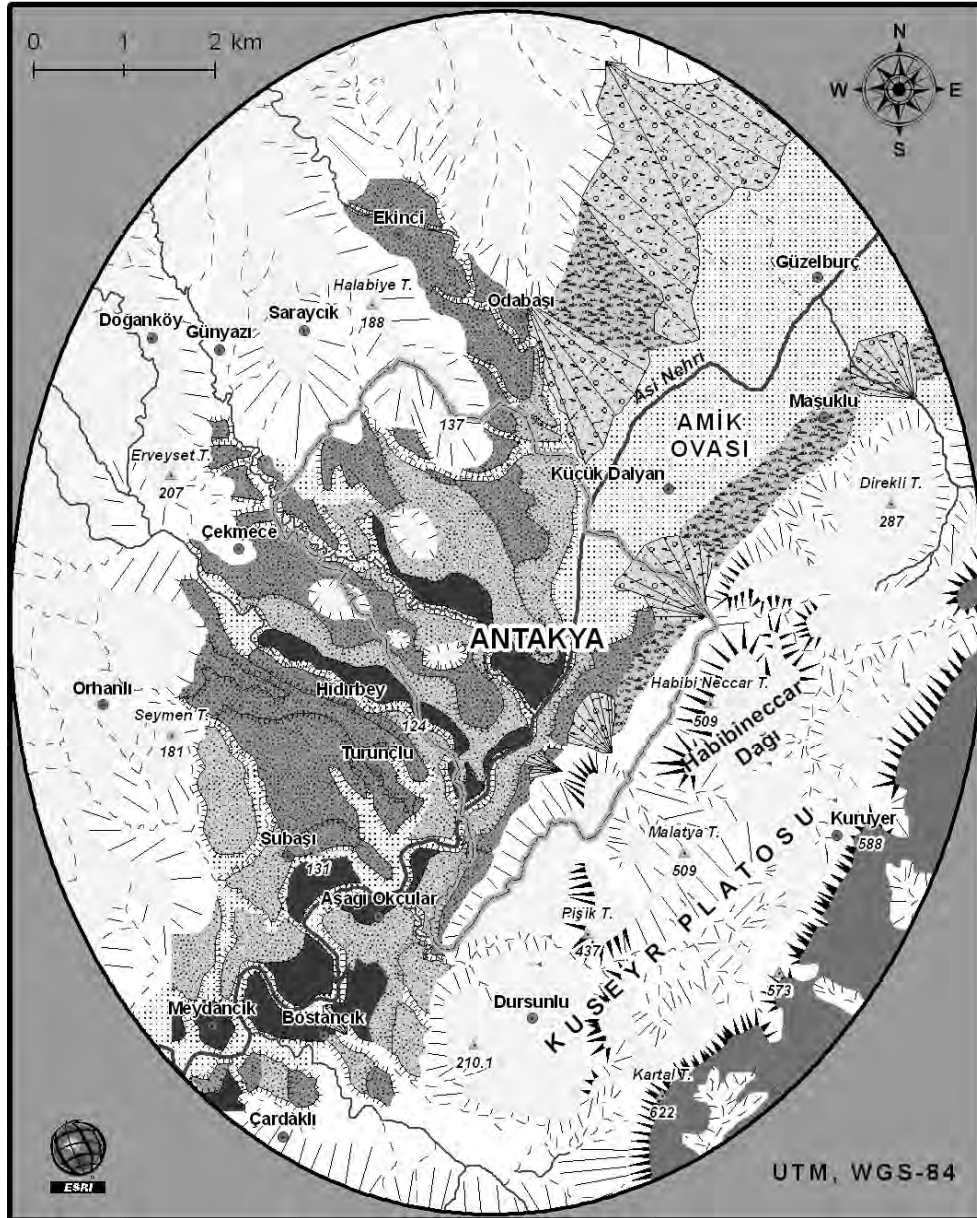 0 1 2 km
N
W E
S
Ekinci
Güzelburç
Halabiye T.
188
Odabaşı
Saraycık
Doğanköy
Günyazı
Asi Nehri
Maşuklu
AMİK
OVASI
137
Erveyset T.
207
Küçük Dalyan
Direkli T.
287
Çekmece
ANTAKYA
Habibi Neccar T.
509
Habibineccar
Dağı
Orhanlı
Hıdırbey
Seymen T.
181
124
Turunçlu
Kuruyer
588
Malatya T.
509
Subaşı
131
Aşağı Okcular
Pişik T.
437
KUSEYR PLATOSU
573
Dursunlu
Meydancık
Bostancık
210.1
Kartal T.
622
Çardaklı
ESRI
UTM, WGS-84